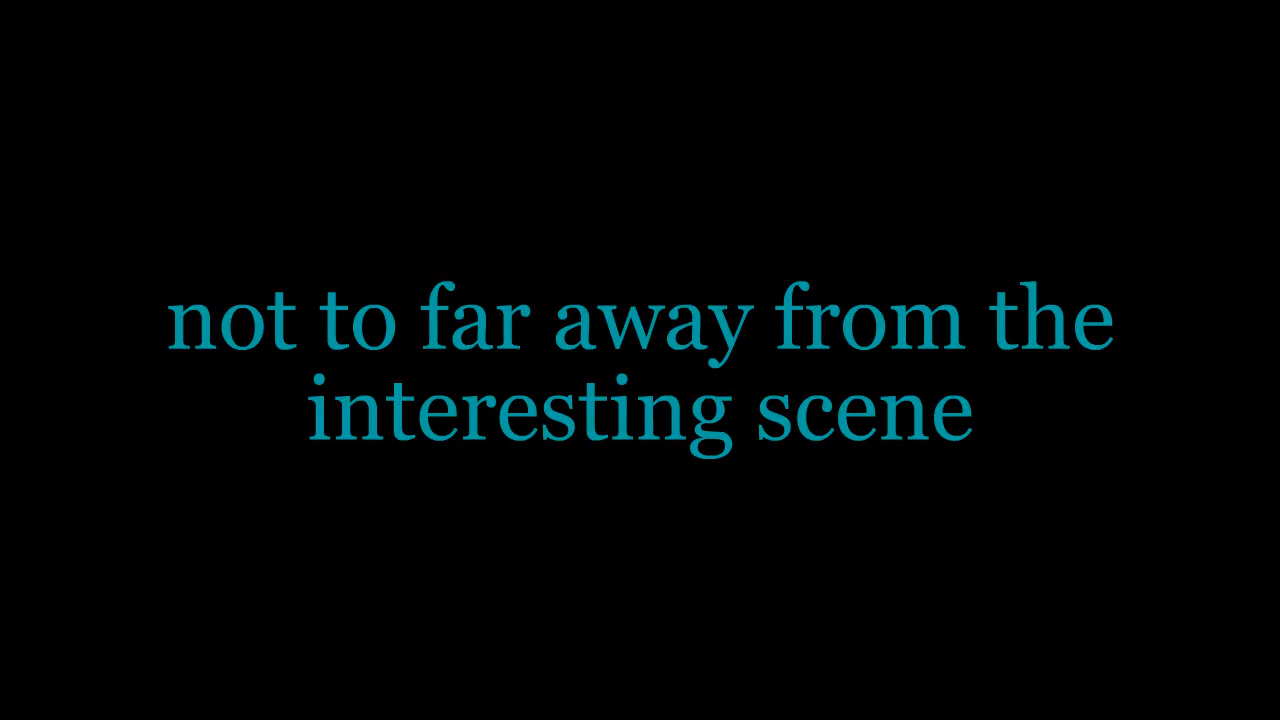 not to far away from the
interesting scene